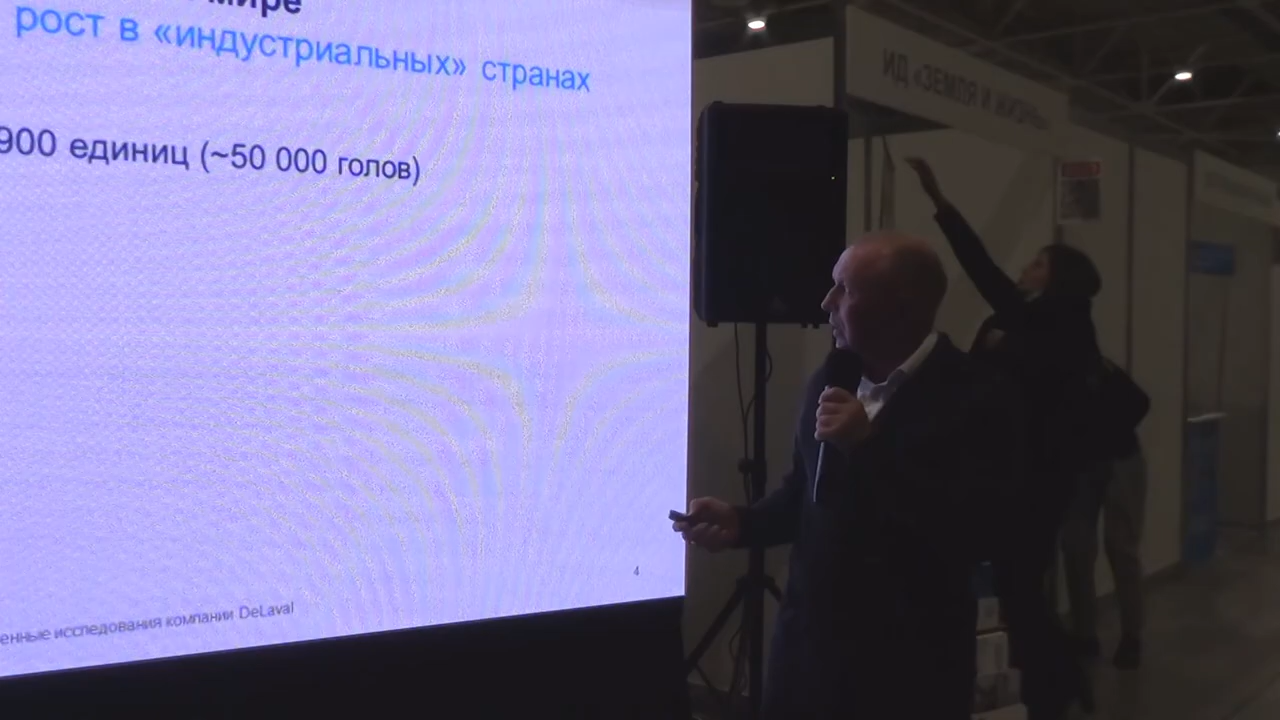 мире
рост в «индустриальных» странах
900 единиц (~50 000 голов)
4
енные исследования компании DeLaval
ИД «ЗЕМЛЯ И ЖИЗНЬ»